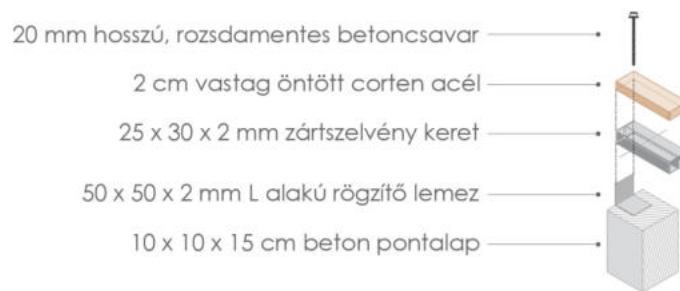 20 mm hosszú, rozsdamentes betoncsavar
2 cm vastag öntött corten acél
25 x 30 x 2 mm zártszelvény keret
50 x 50 x 2 mm L alakú rögzítő lemez
10 x 10 x 15 cm beton pontalap